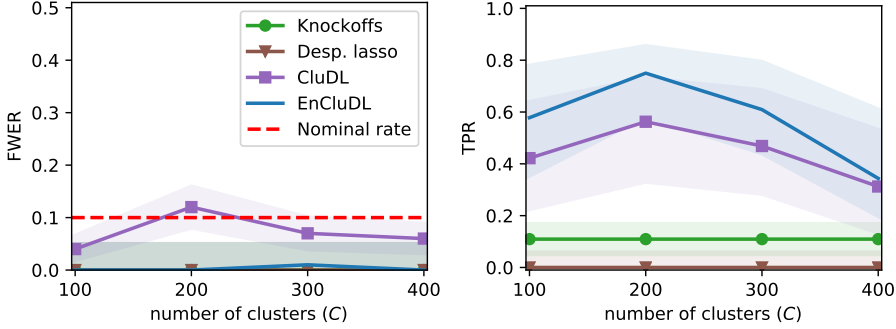 0.5
0.4
0.3
0.2
0.1
0.0
FWER
100
200
300
400
number of clusters (C)
Knockoffs
Desp. lasso
CluDL
EnCluDL
Nominal rate
1.0
0.8
0.6
0.4
0.2
0.0
TPR
100
200
300
400
number of clusters (C)